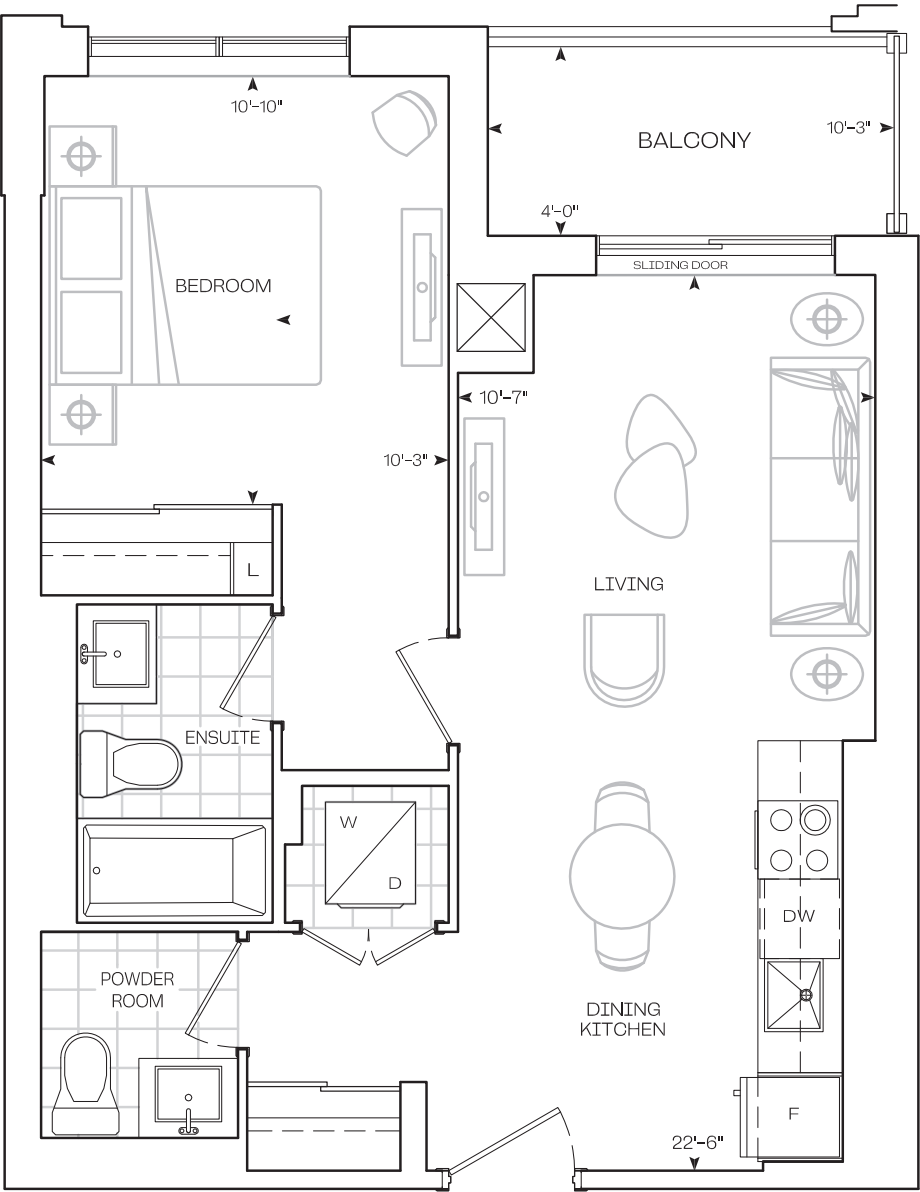 10'-10"
BALCONY
10'-3"
4'-0"
SLIDING DOOR
BEDROOM
10'-7"
10'-3"
L
LIVING
ENSUITE
W
D
DW
POWDER
ROOM
DINING
KITCHEN
F
22'-6"